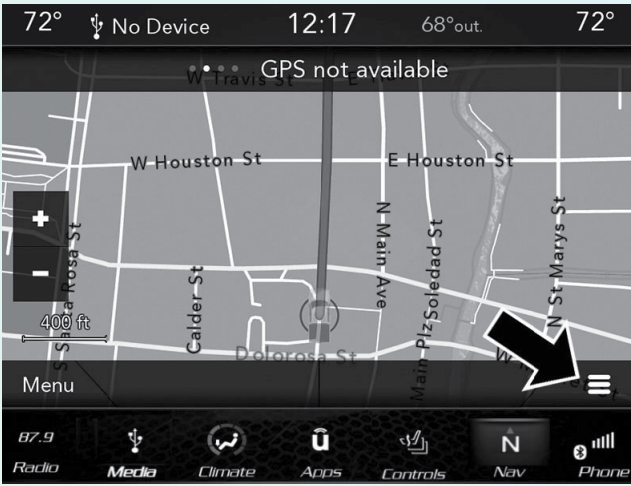 72° No Device 12:17 68°out. 72°
GPS not available
W Travis St E
W Houston St E Houston St
N Main Ave
Soledad St
N St Marys St
S Santa Rosa St
Calder St
Main Plz
+
−
400 ft
Dolorosa St
W Market St
Menu
87.9 N
Radio Media Climate Apps Controls Nav Phone